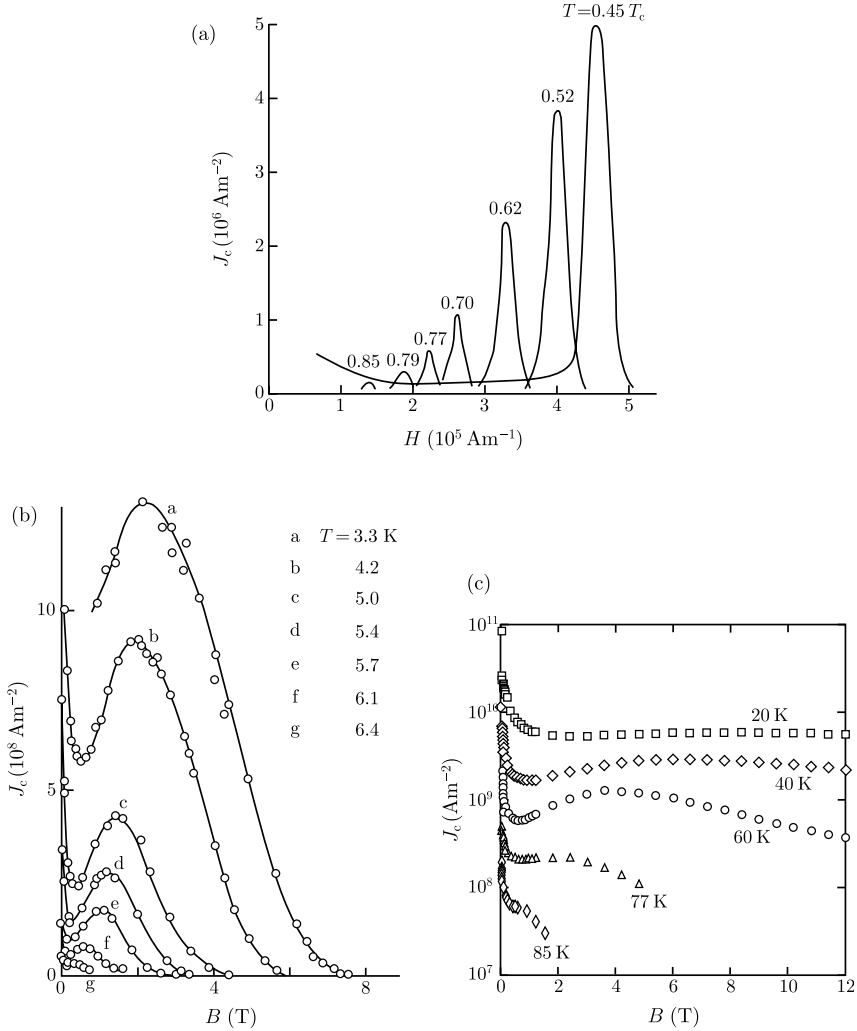 (a)
J_c (10^6 Am^−2)
5
4
3
2
1
0
T=0.45 T_c
0.52
0.62
0.70
0.77
0.79
0.85
0 1 2 3 4 5
H (10^5 Am^−1)
(b)
J_c (10^8 Am^−2)
10
5
0
a
b
c
d
e
f
g
a T=3.3 K
b 4.2
c 5.0
d 5.4
e 5.7
f 6.1
g 6.4
0 4 8
B (T)
(c)
J_c (Am^−2)
10^11
10^10
10^9
10^8
10^7
20 K
40 K
60 K
77 K
85 K
0 2 4 6 8 10 12
B (T)